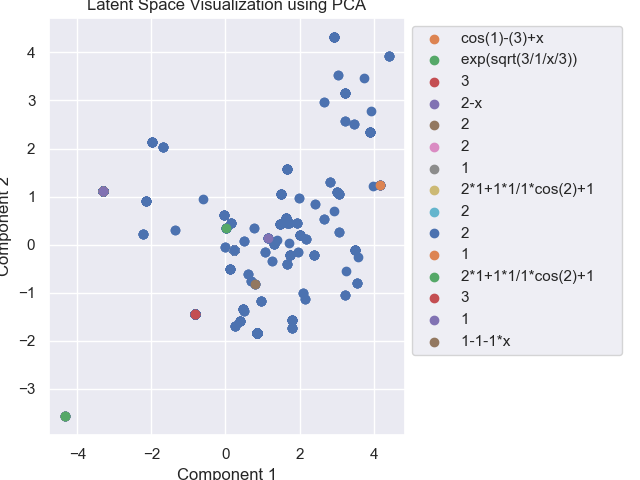 Latent Space Visualization using PCA
Component 2
4
3
2
1
0
−1
−2
−3
−4
−2
0
2
4
Component 1
cos(1)-(3)+x
exp(sqrt(3/1/x/3))
3
2-x
2
2
1
2*1+1*1/1*cos(2)+1
2
2
1
2*1+1*1/1*cos(2)+1
3
1
1-1-1*x